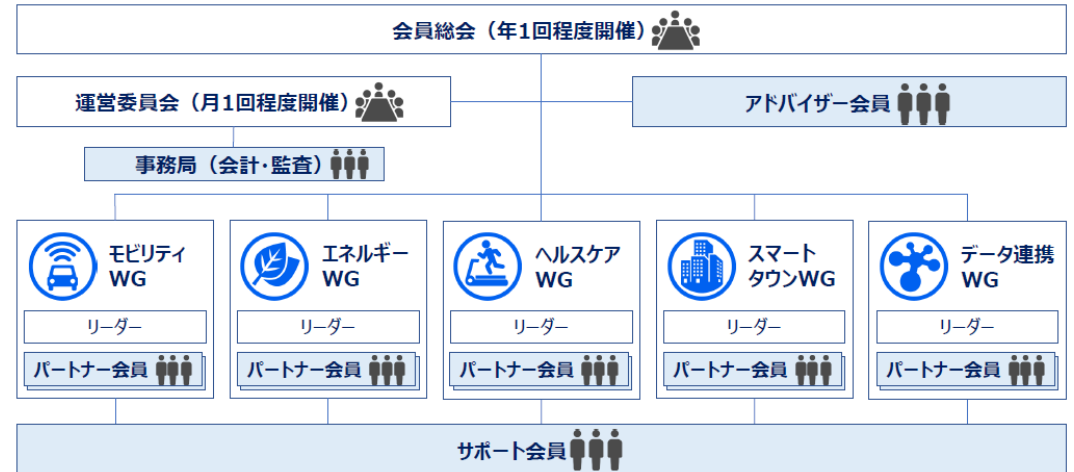 会員総会（年1回程度開催）
運営委員会（月1回程度開催）
アドバイザー会員
事務局（会計・監査）
モビリティ
WG
リーダー
パートナー会員
エネルギー
WG
リーダー
パートナー会員
ヘルスケア
WG
リーダー
パートナー会員
スマート
タウンWG
リーダー
パートナー会員
データ連携
WG
リーダー
パートナー会員
サポート会員